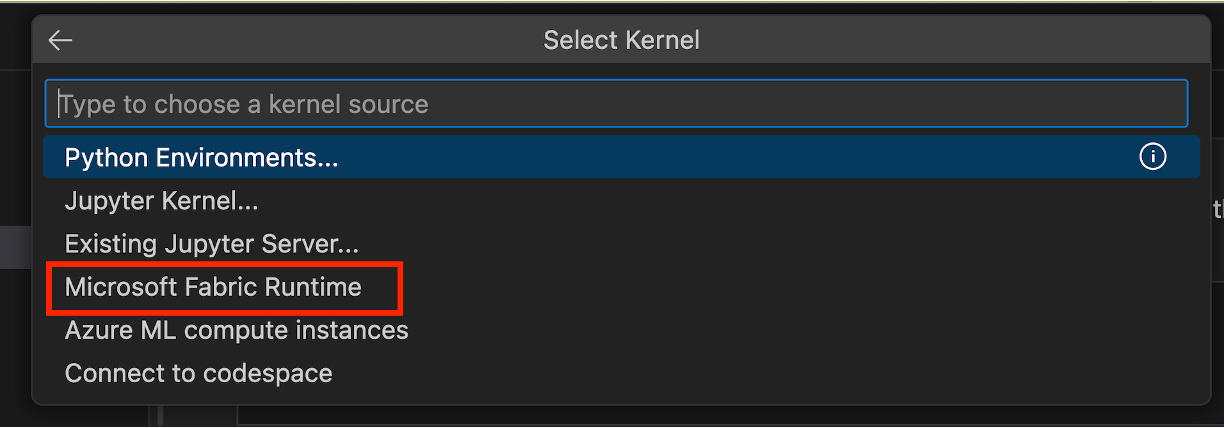 Select Kernel
Type to choose a kernel source
Python Environments...
Jupyter Kernel...
Existing Jupyter Server...
Microsoft Fabric Runtime
Azure ML compute instances
Connect to codespace